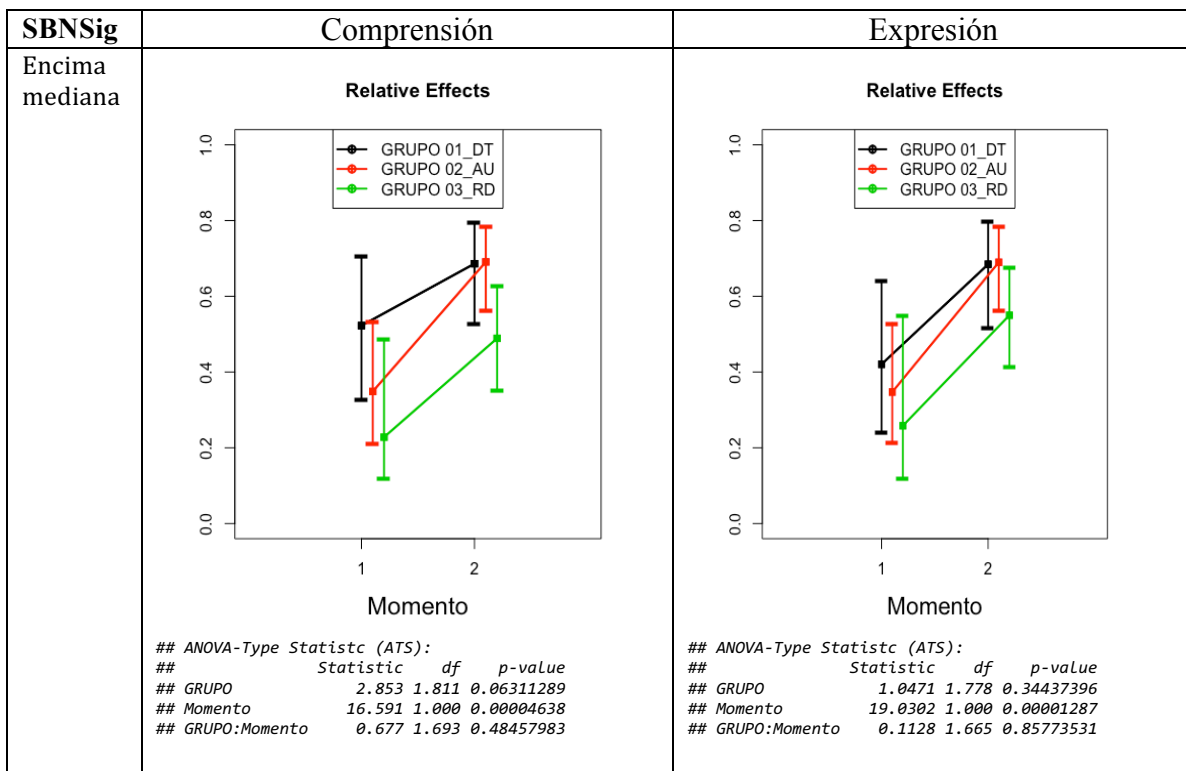 SBNSig Comprensión Expresión
Encima
mediana
Relative Effects
GRUPO 01_DT
GRUPO 02_AU
GRUPO 03_RD
1.0
0.8
0.6
0.4
0.2
0.0
1 2
Momento
## ANOVA-Type Statistc (ATS):
## Statistic df p-value
## GRUPO 2.853 1.811 0.06311289
## Momento 16.591 1.000 0.00004638
## GRUPO:Momento 0.677 1.693 0.48457983
Relative Effects
GRUPO 01_DT
GRUPO 02_AU
GRUPO 03_RD
1.0
0.8
0.6
0.4
0.2
0.0
1 2
Momento
## ANOVA-Type Statistc (ATS):
## Statistic df p-value
## GRUPO 1.0471 1.778 0.34437396
## Momento 19.0302 1.000 0.00001287
## GRUPO:Momento 0.1128 1.665 0.85773531